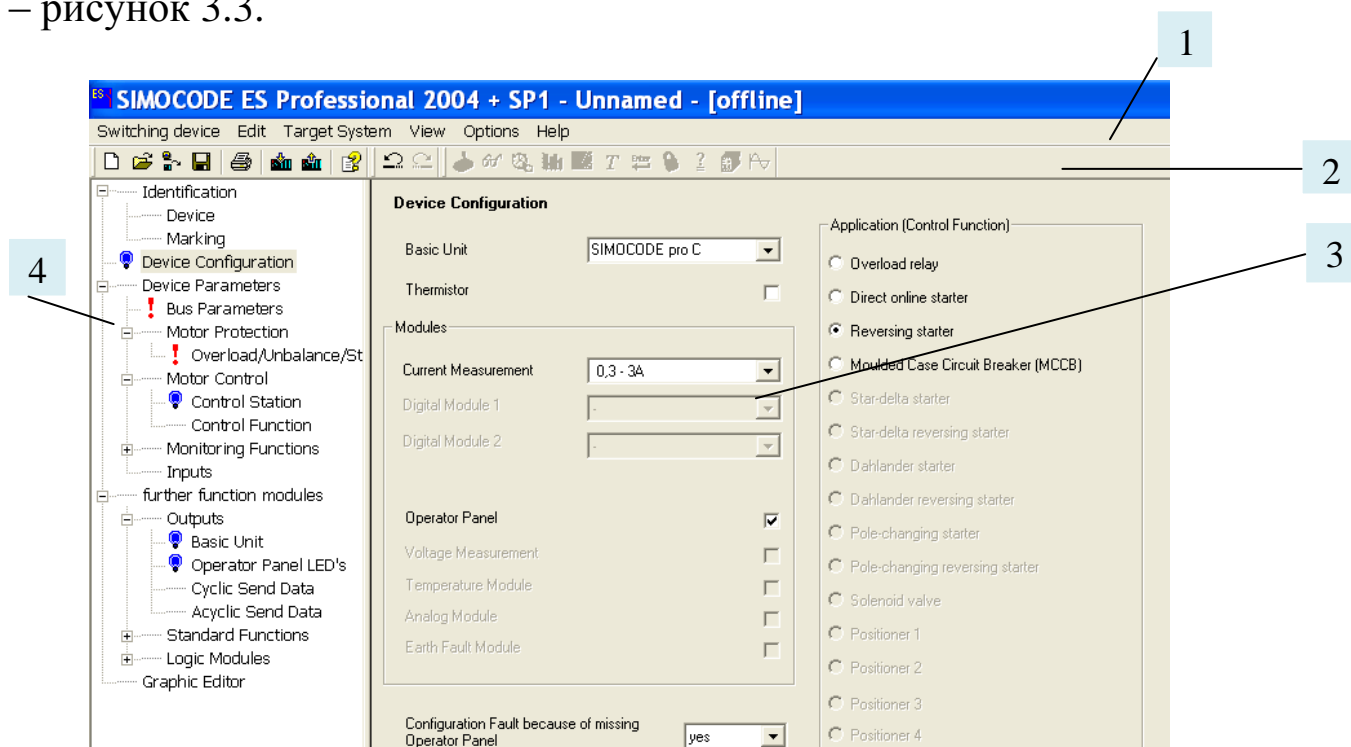 – рисунок 3.3.
1
SIMOCODE ES Professional 2004 + SP1 - Unnamed - [offline]
Switching device Edit Target System View Options Help
2
Identification
Device
Marking
Device Configuration
Device Parameters
Bus Parameters
Motor Protection
Overload/Unbalance/St
Motor Control
Control Station
Control Function
Monitoring Functions
Inputs
further function modules
Outputs
Basic Unit
Operator Panel LED's
Cyclic Send Data
Acyclic Send Data
Standard Functions
Logic Modules
Graphic Editor
4
Device Configuration
Basic Unit SIMOCODE pro C
Thermistor
Modules
Current Measurement 0,3 - 3A
Digital Module 1 -
Digital Module 2 -
Operator Panel
Voltage Measurement
Temperature Module
Analog Module
Earth Fault Module
Configuration Fault because of missing
Operator Panel yes
Application (Control Function)
Overload relay
Direct online starter
Reversing starter
Moulded Case Circuit Breaker (MCCB)
Star-delta starter
Star-delta reversing starter
Dahlander starter
Dahlander reversing starter
Pole-changing starter
Pole-changing reversing starter
Solenoid valve
Positioner 1
Positioner 2
Positioner 3
Positioner 4
3